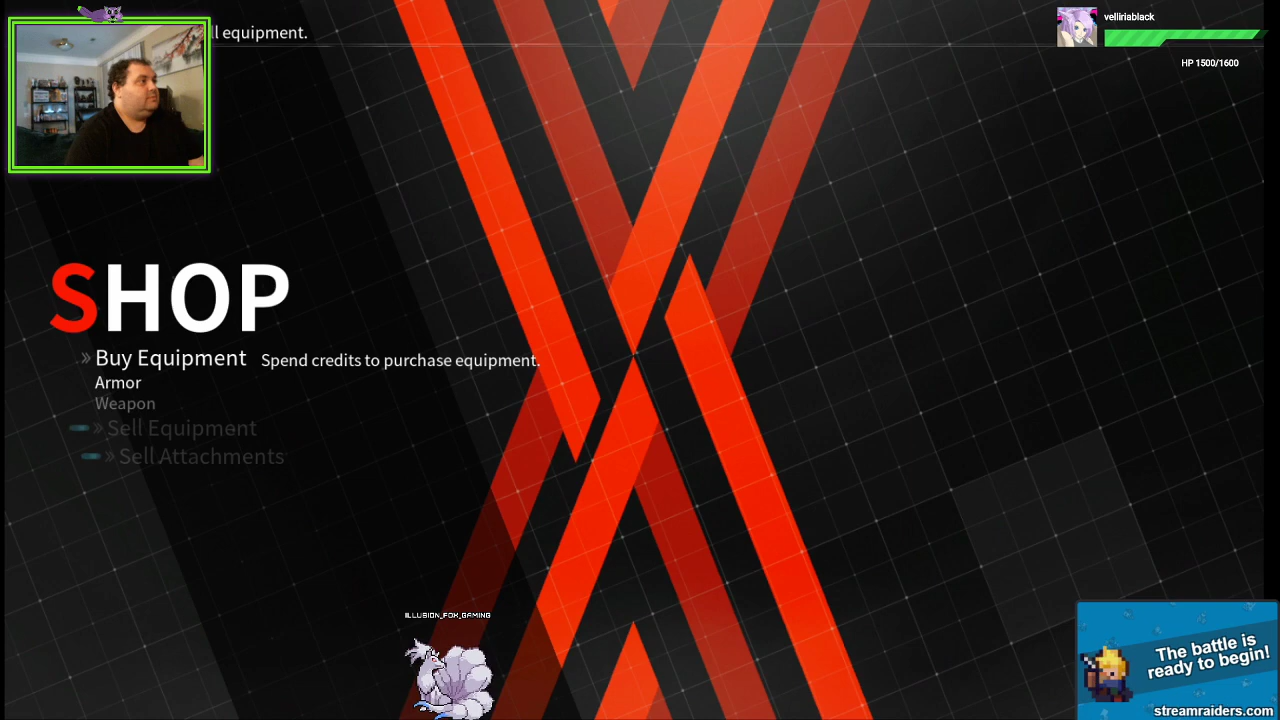 ll equipment.
velliriablack
HP 1500/1600
SHOP
Buy Equipment Spend credits to purchase equipment.
Armor
Weapon
Sell Equipment
Sell Attachments
ILLUSION_FOX_GAMING
The battle is
ready to begin!
streamraiders.com